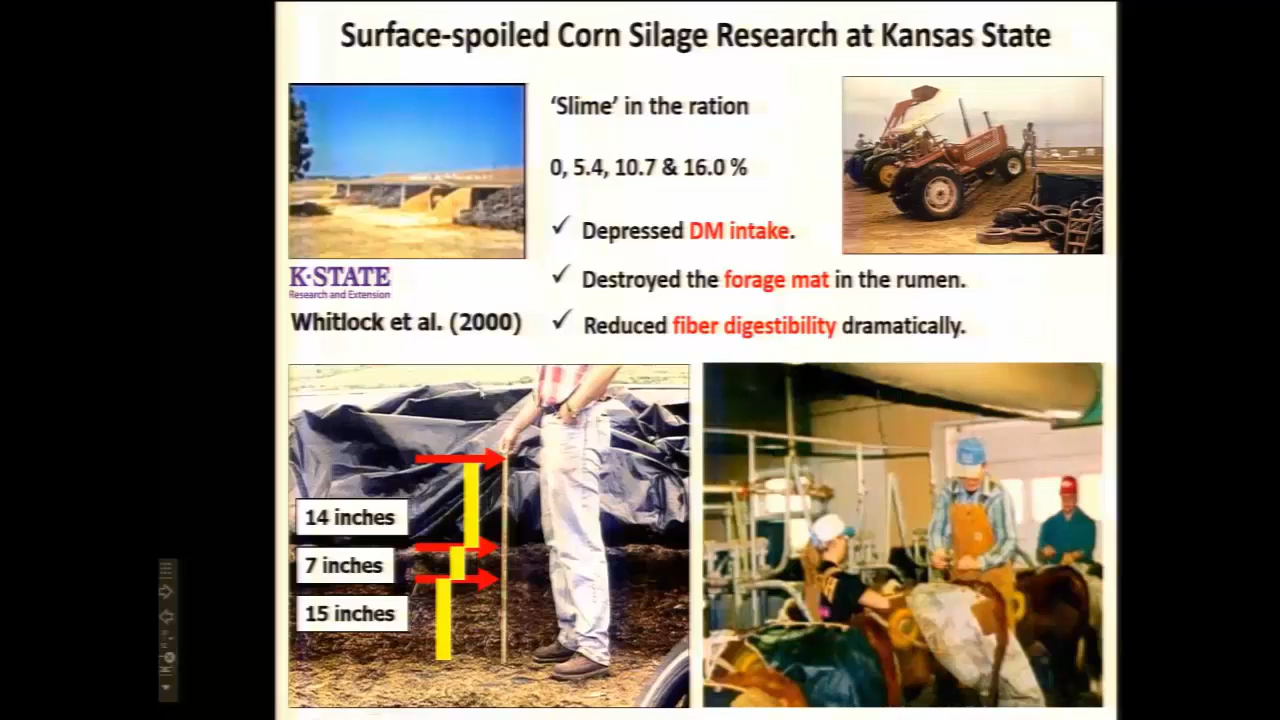 Surface-spoiled Corn Silage Research at Kansas State
‘Slime’ in the ration
0, 5.4, 10.7 & 16.0 %
✓ Depressed DM intake.
✓ Destroyed the forage mat in the rumen.
✓ Reduced fiber digestibility dramatically.
K·STATE
Research and Extension
Whitlock et al. (2000)
14 inches
7 inches
15 inches